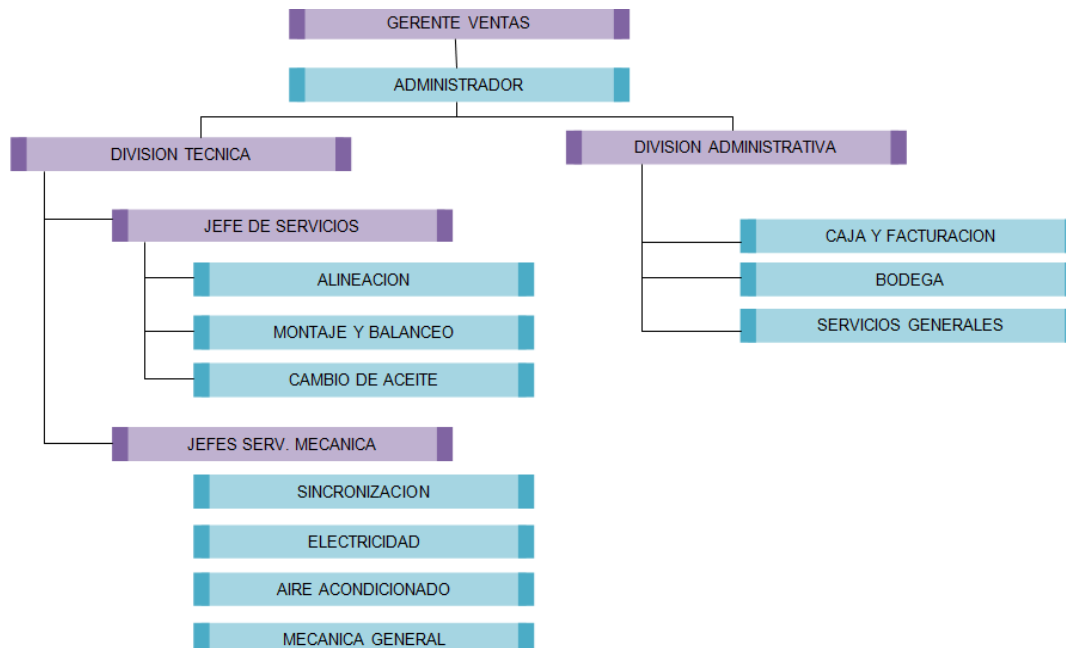 GERENTE VENTAS
ADMINISTRADOR
DIVISION TECNICA
DIVISION ADMINISTRATIVA
JEFE DE SERVICIOS
ALINEACION
MONTAJE Y BALANCEO
CAMBIO DE ACEITE
JEFES SERV. MECANICA
SINCRONIZACION
ELECTRICIDAD
AIRE ACONDICIONADO
MECANICA GENERAL
CAJA Y FACTURACION
BODEGA
SERVICIOS GENERALES